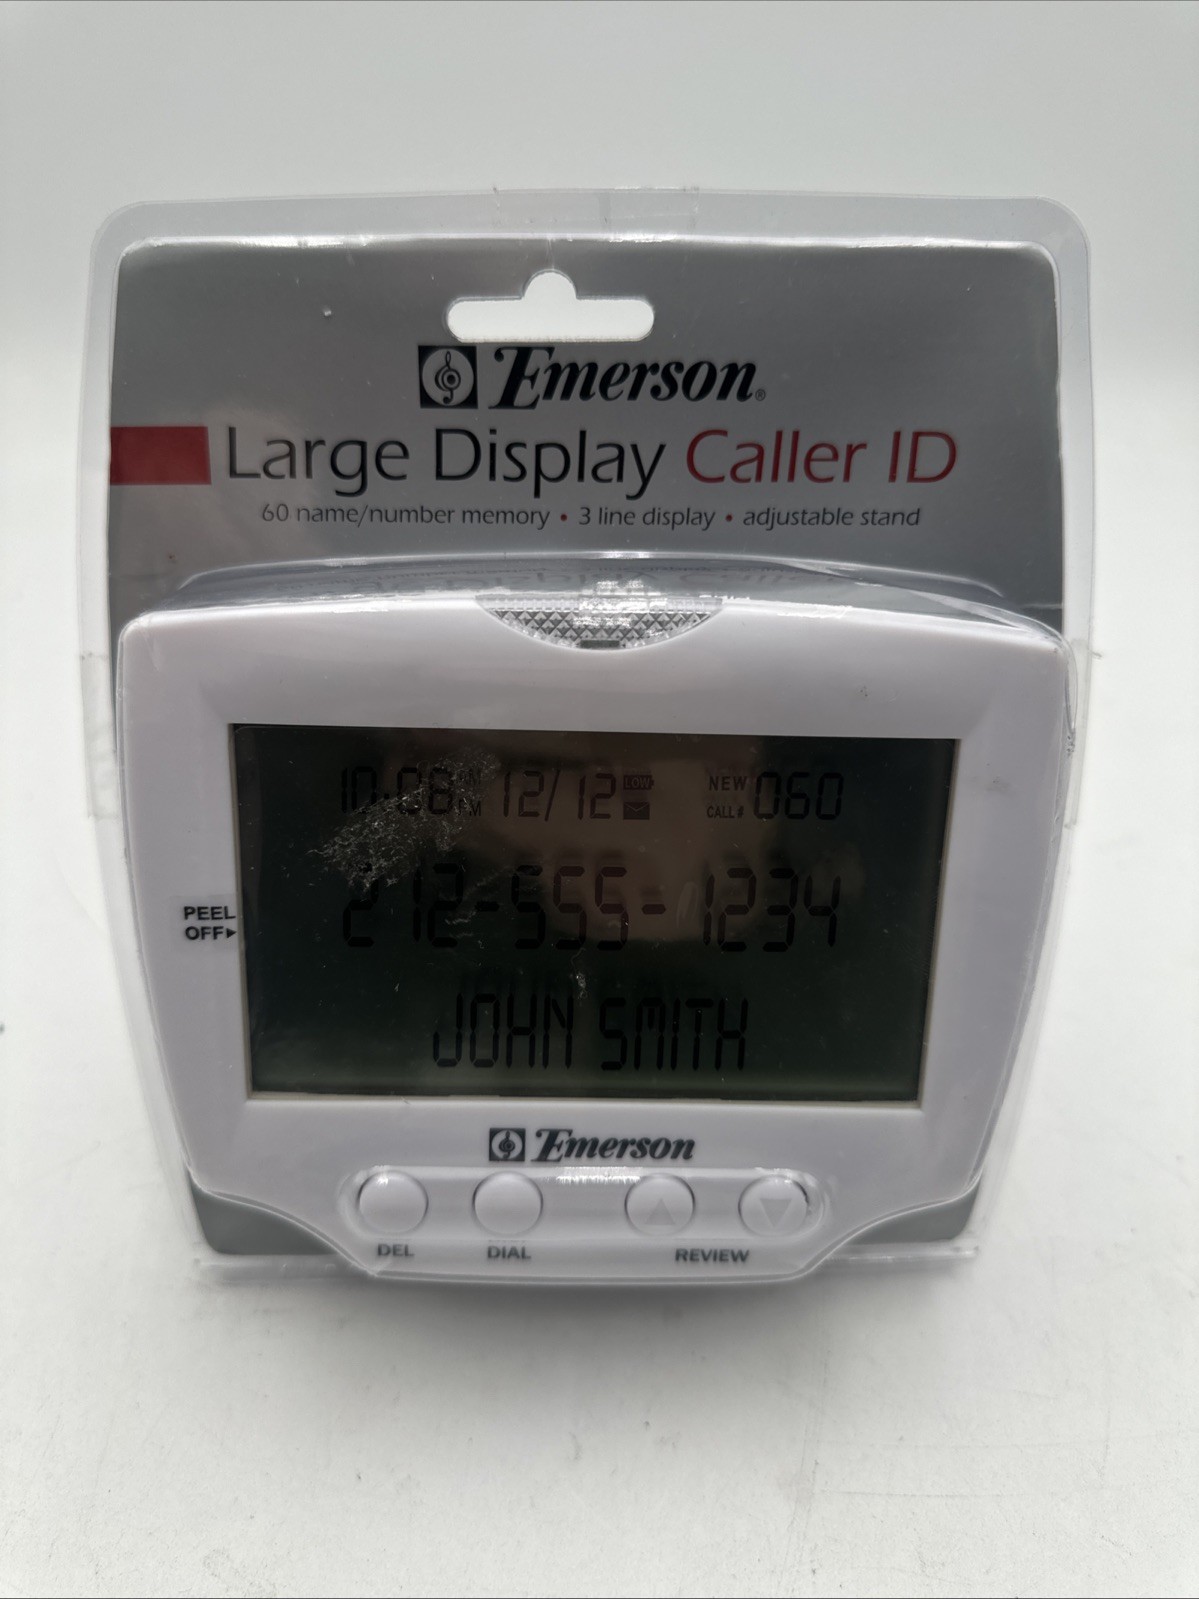 Emerson®
Large Display Caller ID
60 name/number memory • 3 line display • adjustable stand
10:08 AM PM 12/12 LOW NEW CALL # 060
212-555-1234
JOHN SMITH
PEEL
OFF▸
Emerson
DEL DIAL REVIEW